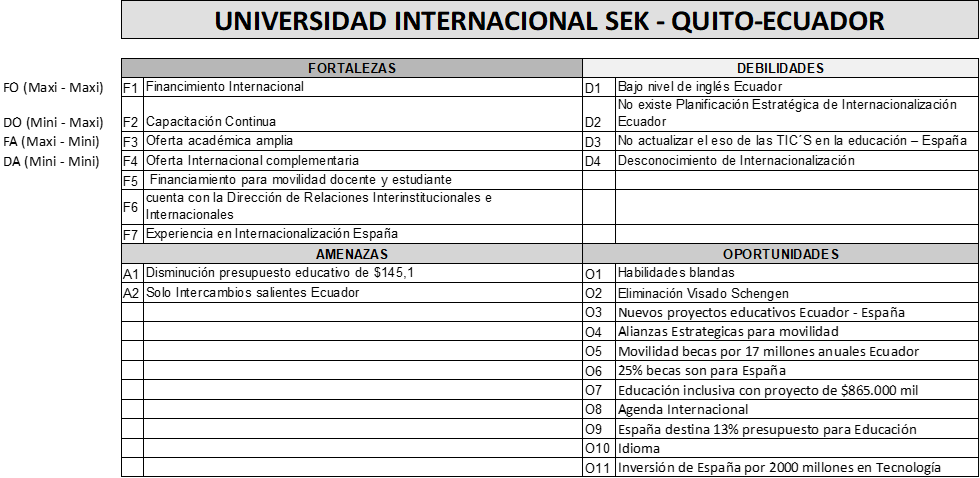 UNIVERSIDAD INTERNACIONAL SEK - QUITO-ECUADOR
FORTALEZAS DEBILIDADES
FO (Maxi - Maxi) F1 Financimiento Internacional D1 Bajo nivel de inglés Ecuador
DO (Mini - Maxi) F2 Capacitación Continua D2 No existe Planificación Estratégica de Internacionalización
Ecuador
FA (Maxi - Mini) F3 Oferta académica amplia D3 No actualizar el eso de las TIC´S en la educación – España
DA (Mini - Mini) F4 Oferta Internacional complementaria D4 Desconocimiento de Internacionalización
F5 Financiamiento para movilidad docente y estudiante
F6 cuenta con la Dirección de Relaciones Interinstitucionales e
Internacionales
F7 Experiencia en Internacionalización España
AMENAZAS OPORTUNIDADES
A1 Disminución presupuesto educativo de $145,1 O1 Habilidades blandas
A2 Solo Intercambios salientes Ecuador O2 Eliminación Visado Schengen
O3 Nuevos proyectos educativos Ecuador - España
O4 Alianzas Estrategicas para movilidad
O5 Movilidad becas por 17 millones anuales Ecuador
O6 25% becas son para España
O7 Educación inclusiva con proyecto de $865.000 mil
O8 Agenda Internacional
O9 España destina 13% presupuesto para Educación
O10 Idioma
O11 Inversión de España por 2000 millones en Tecnología